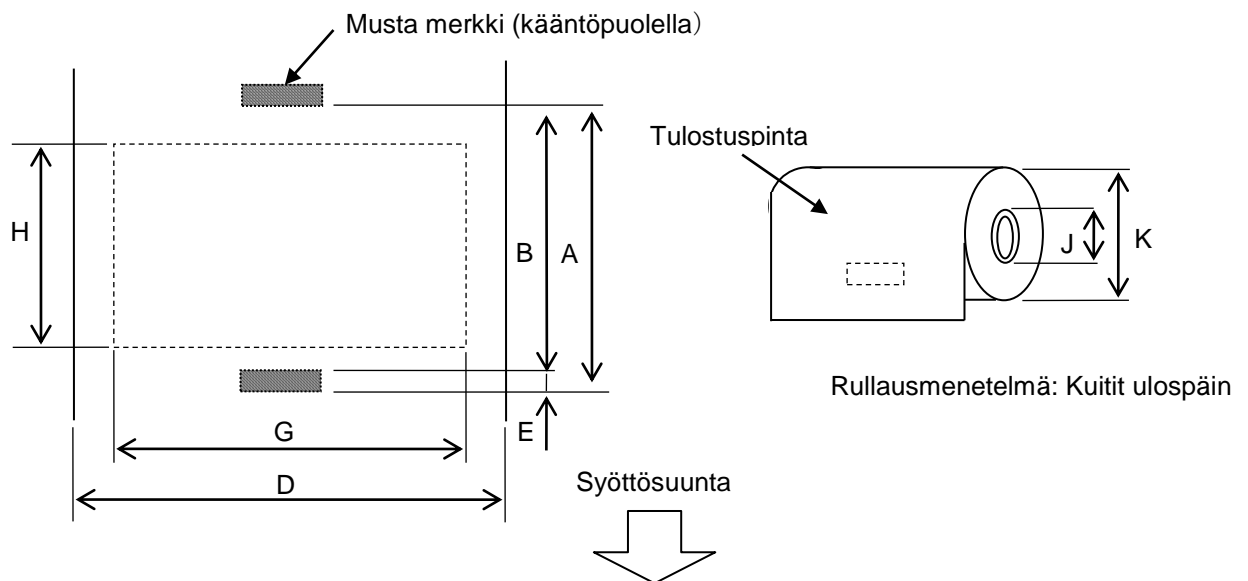 Musta merkki (kääntöpuolella）
Tulostuspinta
H
B
A
J
K
Rullausmenetelmä: Kuitit ulospäin
G
E
D
Syöttösuunta